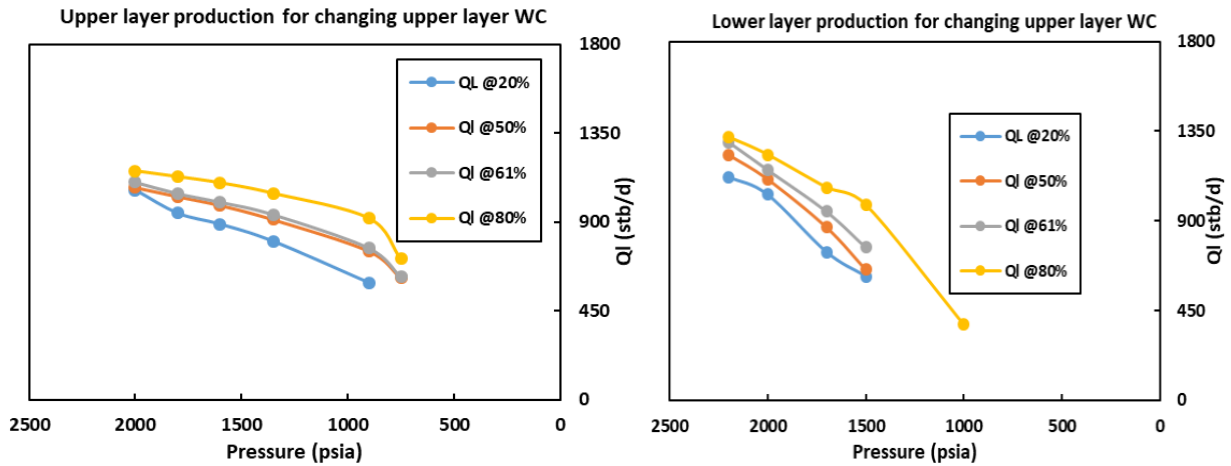 Upper layer production for changing upper layer WC
QL @20%
Ql @50%
Ql @61%
Ql @80%
1800
1350
900
450
0
Ql (stb/d)
2500 2000 1500 1000 500 0
Pressure (psia)
Lower layer production for changing upper layer WC
QL @20%
Ql @50%
Ql @61%
Ql @80%
1800
1350
900
450
0
Ql (stb/d)
2500 2000 1500 1000 500 0
Pressure (psia)